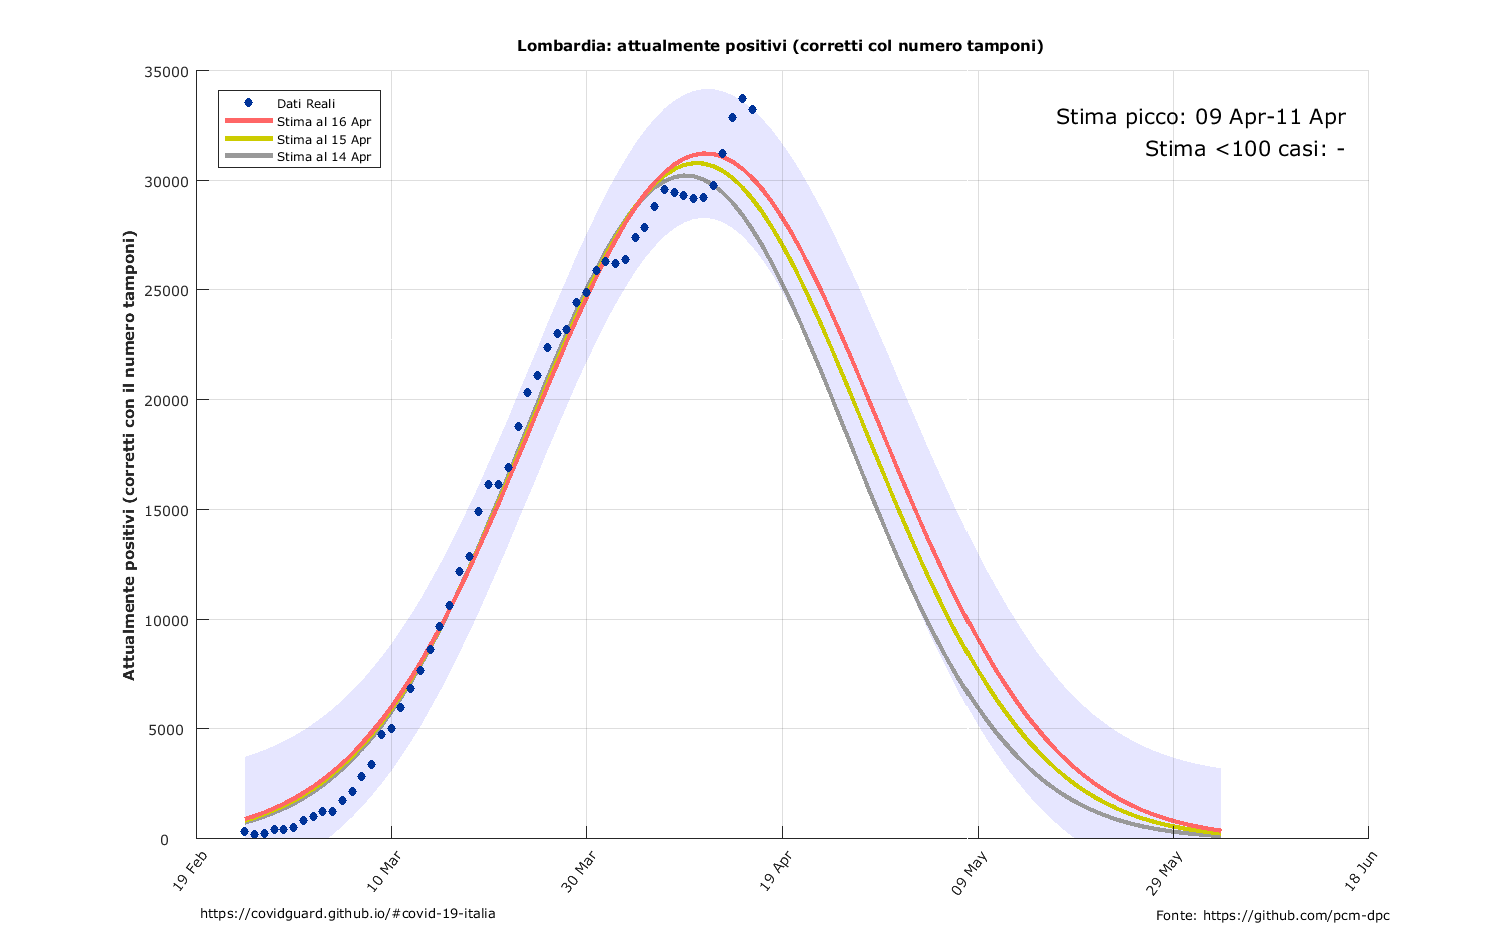 Lombardia: attualmente positivi (corretti col numero tamponi)
35000
30000
25000
20000
15000
10000
5000
0
Attualmente positivi (corretti con il numero tamponi)
Dati Reali
Stima al 16 Apr
Stima al 15 Apr
Stima al 14 Apr
Stima picco: 09 Apr-11 Apr
Stima <100 casi: -
19 Feb
10 Mar
30 Mar
19 Apr
09 May
29 May
18 Jun
https://covidguard.github.io/#covid-19-italia
Fonte: https://github.com/pcm-dpc